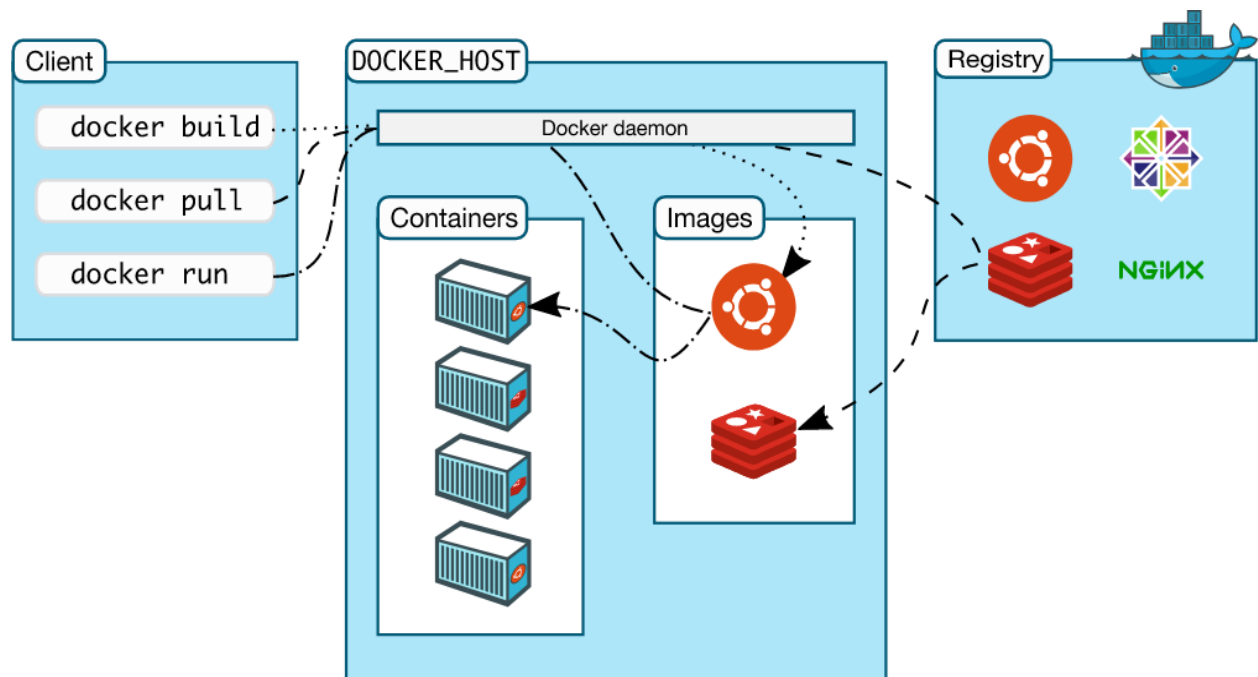 Client
docker build
docker pull
docker run
DOCKER_HOST
Docker daemon
Containers
Images
Registry
NGINX